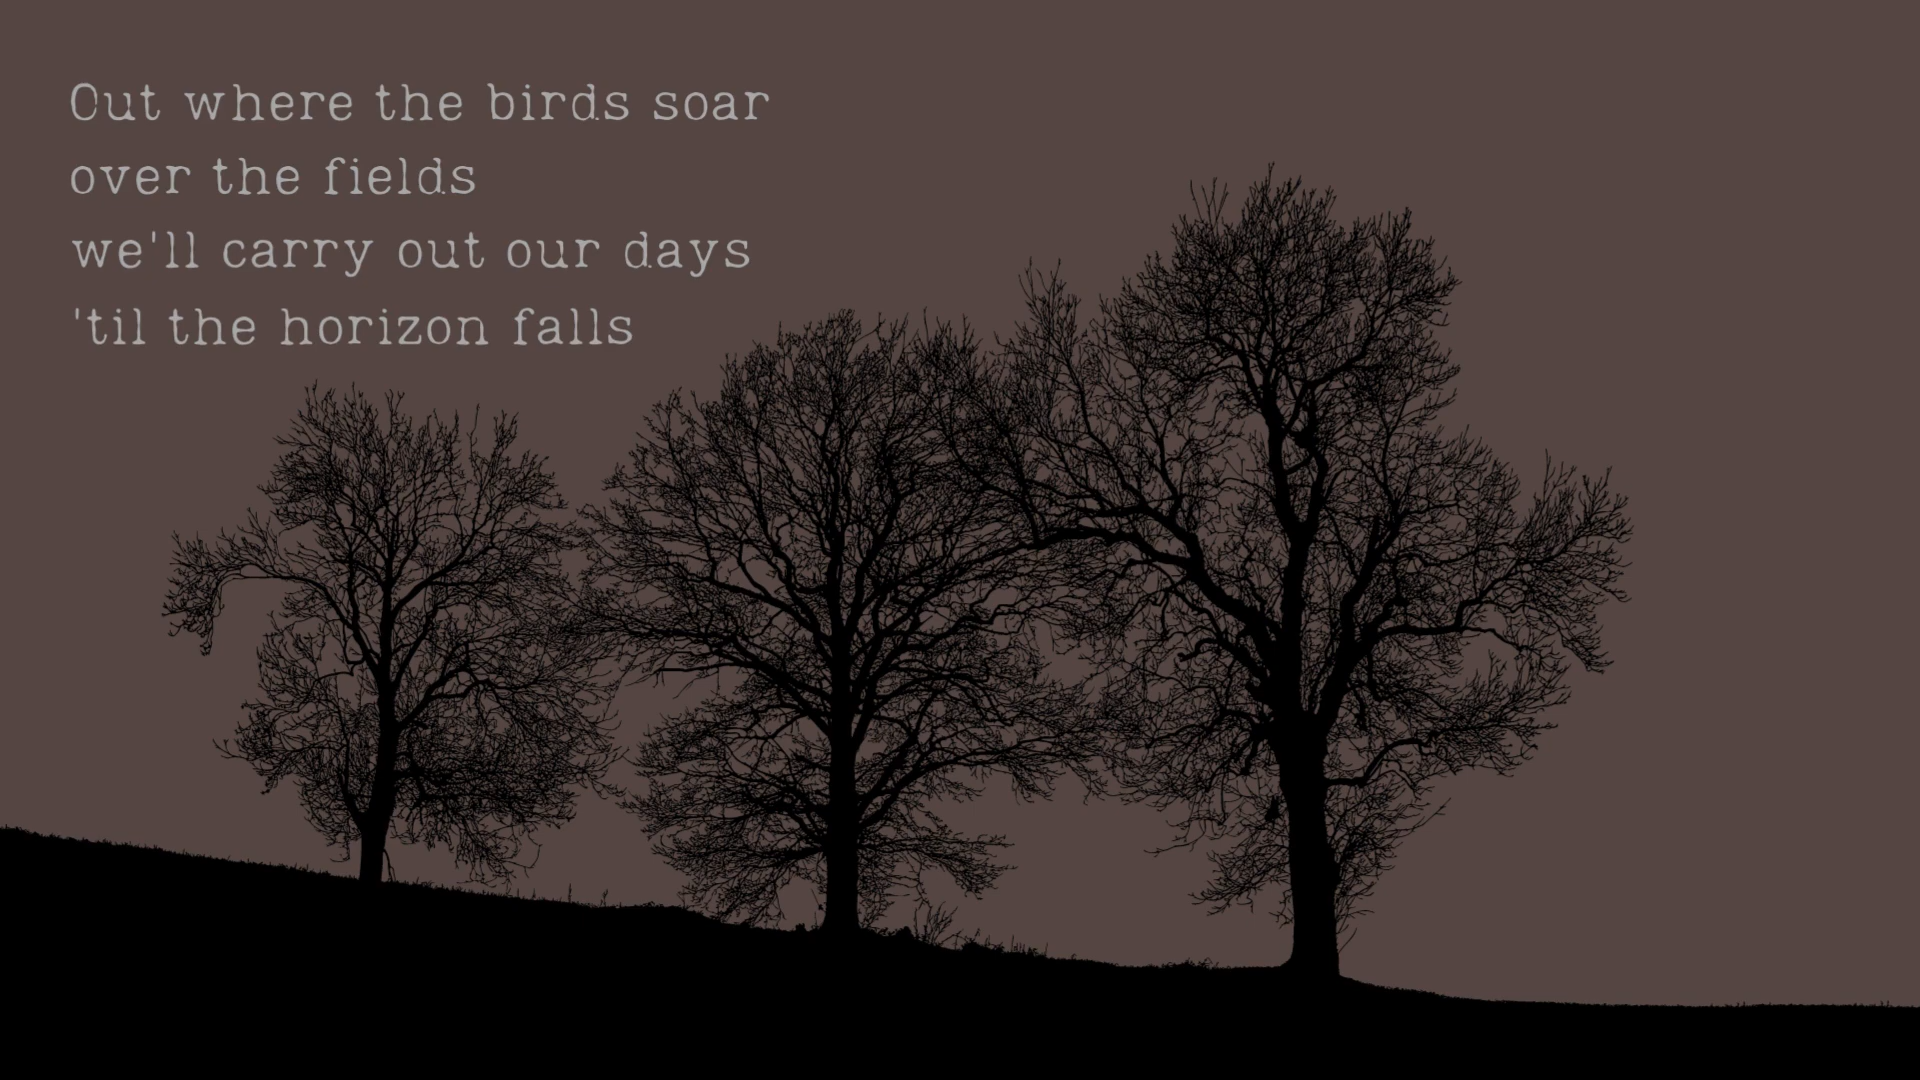 Out where the birds soar
over the fields
we'll carry out our days
'til the horizon falls